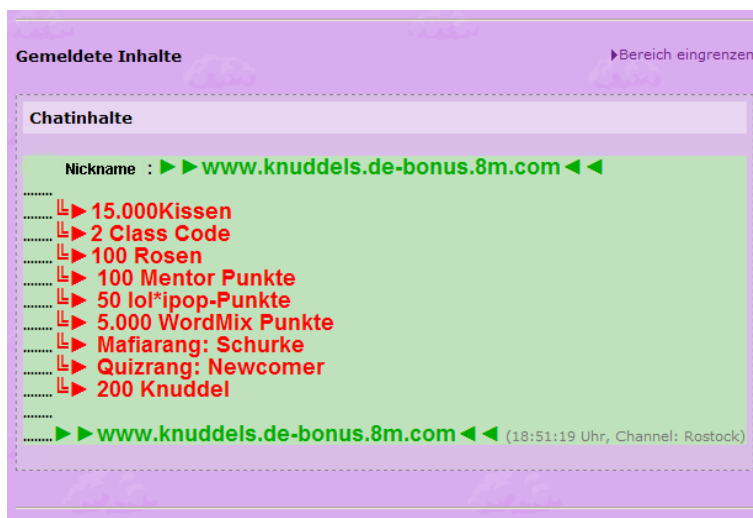 Gemeldete Inhalte
▶Bereich eingrenzen
Chatinhalte
Nickname : ►►www.knuddels.de-bonus.8m.com◄◄
........
........╚►15.000Kissen
........╚►2 Class Code
........╚►100 Rosen
........╚► 100 Mentor Punkte
........╚► 50 lol*ipop-Punkte
........╚► 5.000 WordMix Punkte
........╚► Mafiarang: Schurke
........╚► Quizrang: Newcomer
........╚► 200 Knuddel
........
........►►www.knuddels.de-bonus.8m.com◄◄ (18:51:19 Uhr, Channel: Rostock)